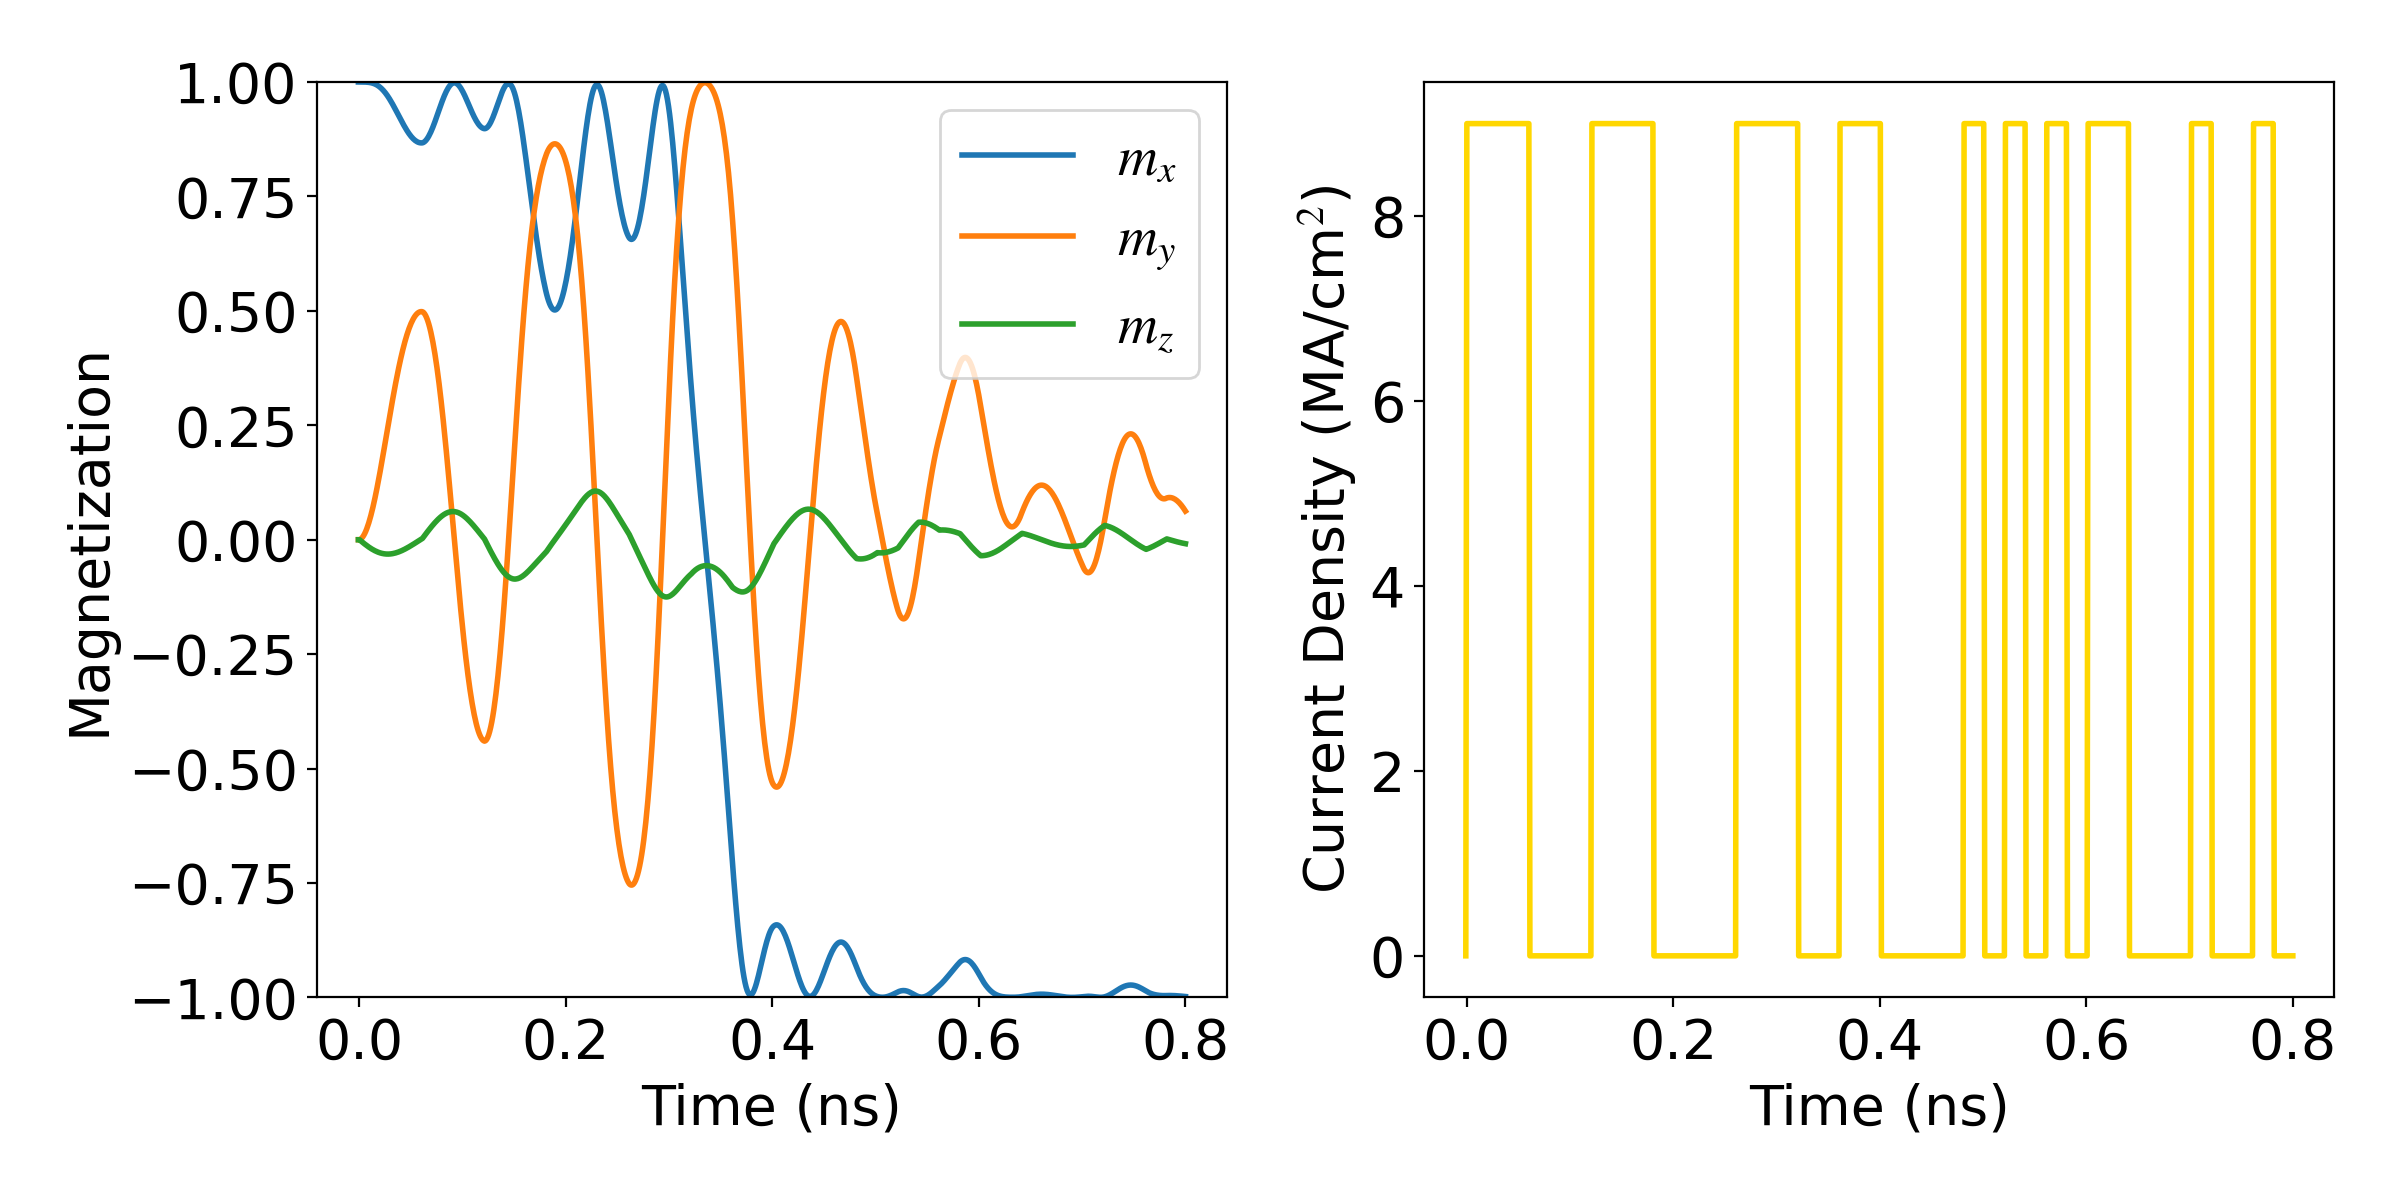 1.00
0.75
0.50
0.25
0.00
−0.25
−0.50
−0.75
−1.00
Magnetization
0.0 0.2 0.4 0.6 0.8
Time (ns)
m_x
m_y
m_z
8
6
4
2
0
Current Density (MA/cm²)
0.0 0.2 0.4 0.6 0.8
Time (ns)